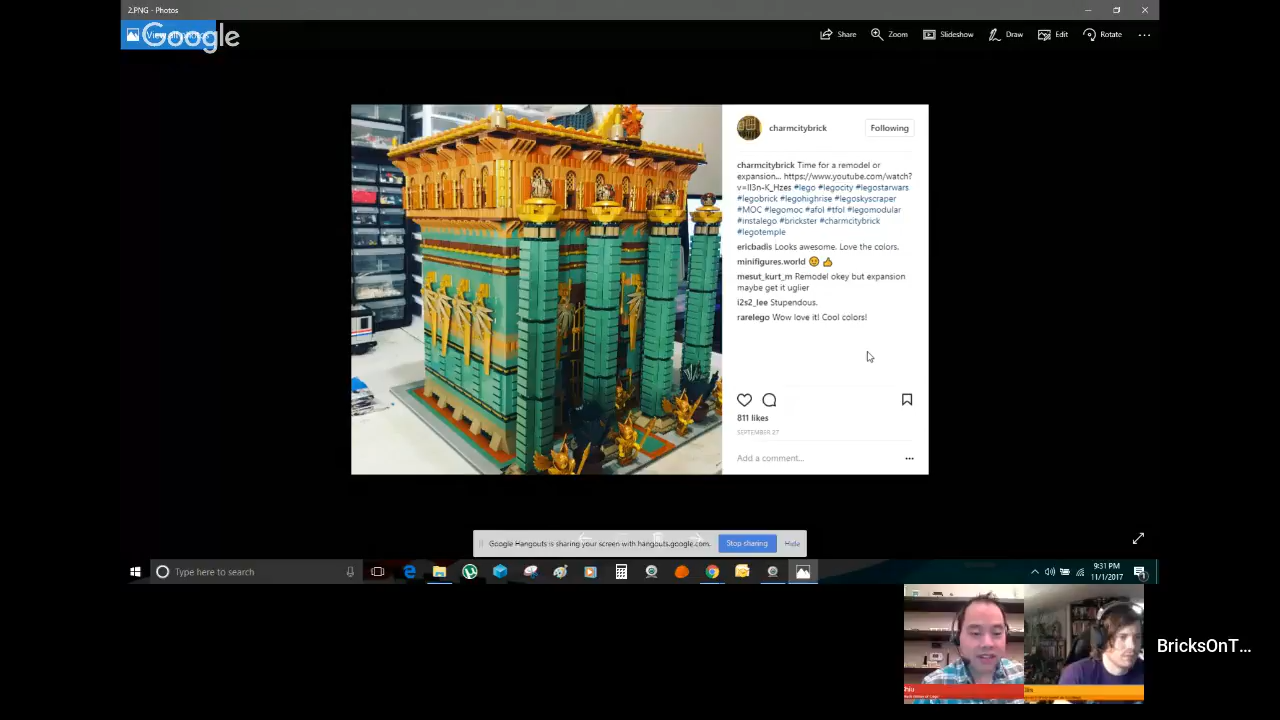 2.PNG - Photos
Google
Share
Zoom
Slideshow
Draw
Edit
Rotate
charmcitybrick
Following
charmcitybrick Time for a remodel or
expansion... https://www.youtube.com/watch?
v=II3n-K_Hzes #lego #legocity #legostarwars
#legobrick #legohighrise #legoskyscraper
#MOC #legomoc #afol #tfol #legomodular
#instalego #brickster #charmcitybrick
#legotemple
ericbadis Looks awesome. Love the colors.
minifigures.world
mesut_kurt_m Remodel okey but expansion
maybe get it uglier
i2s2_lee Stupendous.
rarelego Wow love it! Cool colors!
811 likes
SEPTEMBER 27
Add a comment...
Google Hangouts is sharing your screen with hangouts.google.com.
Stop sharing
Hide
Type here to search
9:31 PM
11/1/2017
BricksOnT...